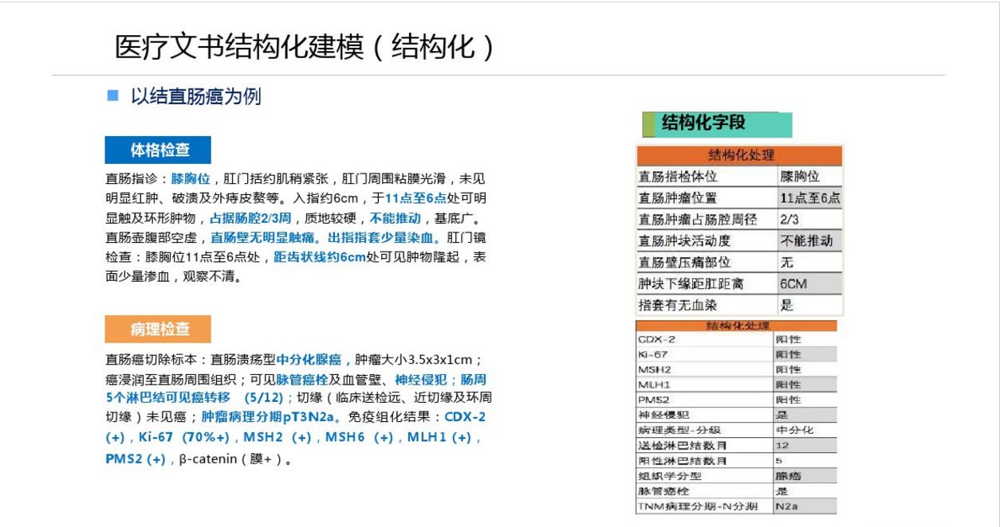 医疗文书结构化建模（结构化）
以结直肠癌为例
体格检查
直肠指诊：膝胸位，肛门括约肌稍紧张，肛门周围粘膜光滑，未见
明显红肿、破溃及外痔皮赘等。入指约6cm，于11点至6点处可明
显触及环形肿物，占据肠腔2/3周，质地较硬，不能推动，基底广。
直肠壶腹部空虚，直肠壁无明显触痛。出指指套少量染血。肛门镜
检查：膝胸位11点至6点处，距齿状线约6cm处可见肿物隆起，表
面少量渗血，观察不清。
病理检查
直肠癌切除标本：直肠溃疡型中分化腺癌，肿瘤大小3.5x3x1cm；
癌浸润至直肠周围组织；可见脉管癌栓及血管壁、神经侵犯；肠周
5个淋巴结可见癌转移 （5/12)；切缘（临床送检远、近切缘及环周
切缘）未见癌；肿瘤病理分期pT3N2a。免疫组化结果：CDX-2
(+)，Ki-67 (70%+)，MSH2 (+)，MSH6 (+)，MLH1 (+)，
PMS2 (+)，β-catenin（膜+）。
结构化字段
结构化处理
直肠指检体位 膝胸位
直肠肿瘤位置 11点至6点
直肠肿瘤占肠腔周径 2/3
直肠肿块活动度 不能推动
直肠壁压痛部位 无
肿块下缘距肛距离 6CM
指套有无血染 是
结构化处理
CDX-2 阳性
Ki-67 阳性
MSH2 阳性
MLH1 阳性
PMS2 阳性
神经侵犯 是
病理类型-分级 中分化
送检淋巴结数目 12
阳性淋巴结数目 5
组织学分型 腺癌
脉管癌栓 是
TNM病理分期-N分期 N2a